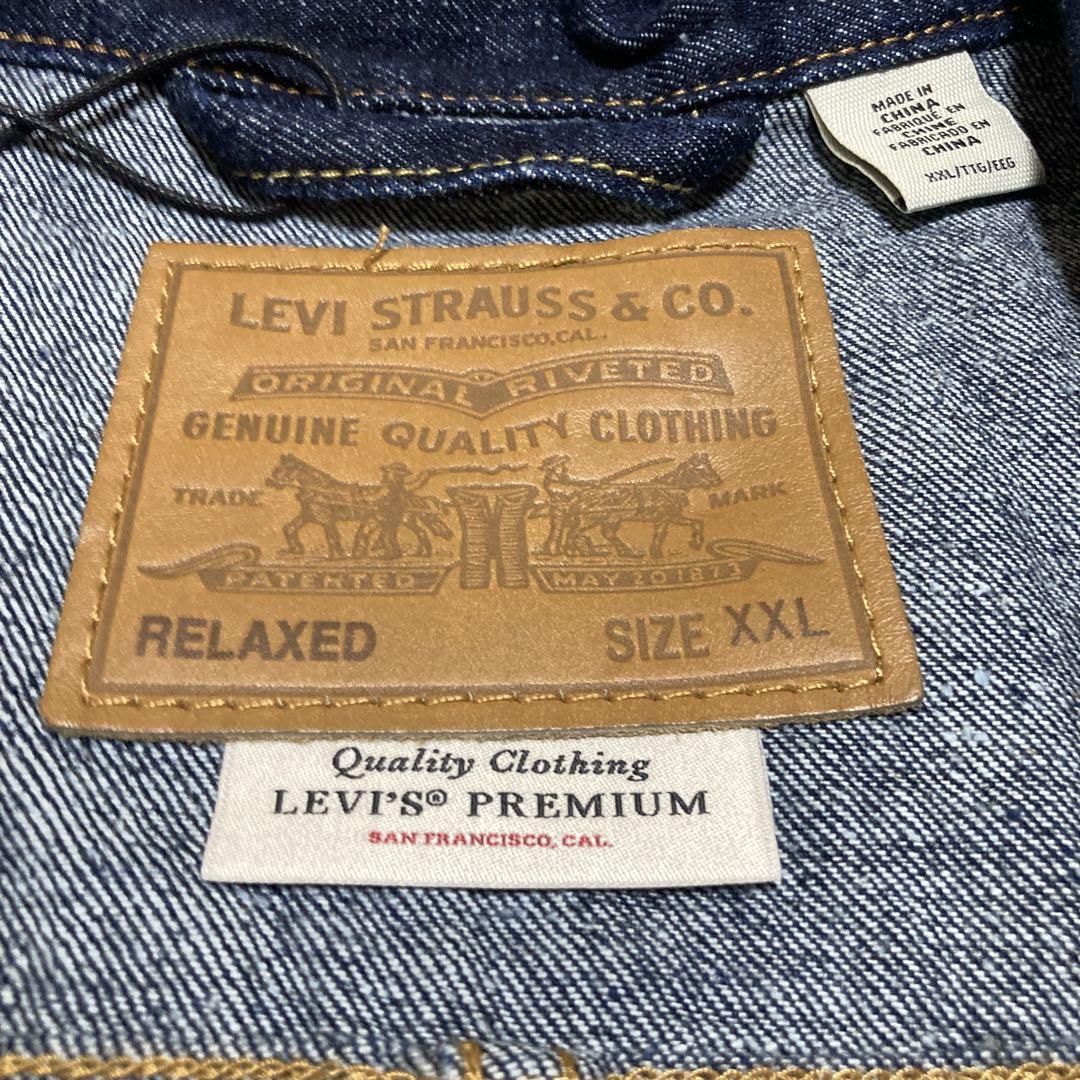 MADE IN
CHINA
FABRIQUÉ EN
CHINE
FABRICADO EN
CHINA
XXL/TTG/EEG
LEVI STRAUSS & CO.
SAN FRANCISCO, CAL.
ORIGINAL RIVETED
GENUINE QUALITY CLOTHING
TRADE MARK
PATENTED MAY 20 1873
RELAXED SIZE XXL
Quality Clothing
LEVI'S® PREMIUM
SAN FRANCISCO, CAL.